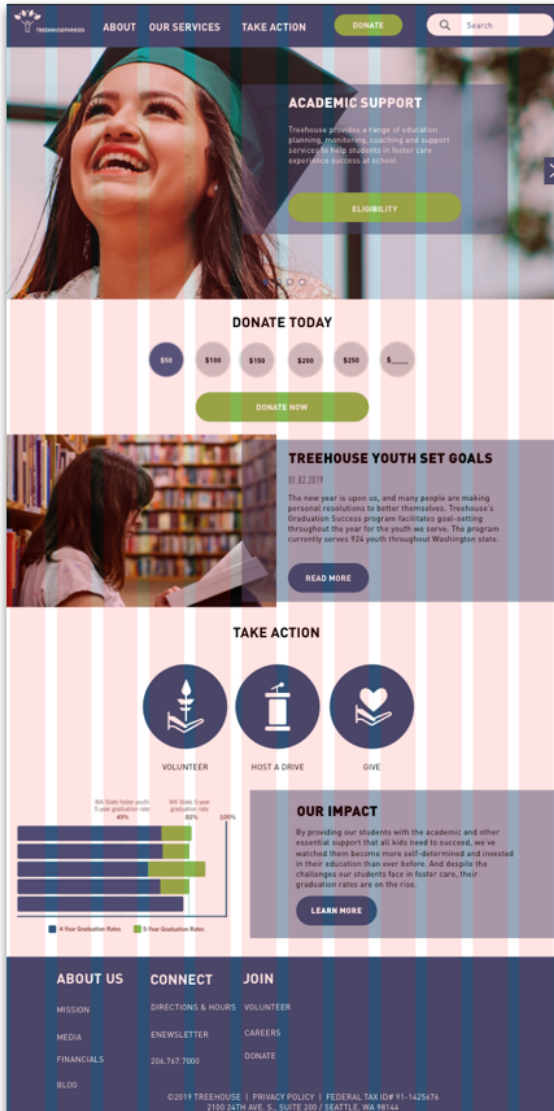 TREEHOUSEFORKIDS
ABOUT
OUR SERVICES
TAKE ACTION
DONATE
Search
ACADEMIC SUPPORT
Treehouse provides a range of education
planning, monitoring, coaching and support
services to help students in foster care
experience success at school.
ELIGIBILITY
DONATE TODAY
$50
$100
$150
$200
$250
$____
DONATE NOW
TREEHOUSE YOUTH SET GOALS
01.02.2019
The new year is upon us, and many people are making
personal resolutions to better themselves. Treehouse's
Graduation Success program facilitates goal-setting
throughout the year for the youth we serve. The program
currently serves 924 youth throughout Washington state.
READ MORE
TAKE ACTION
VOLUNTEER
HOST A DRIVE
GIVE
WA State foster youth
5-year graduation rate
49%
WA State 5-year
graduation rate
82%
100%
4-Year Graduation Rates
5-Year Graduation Rates
OUR IMPACT
By providing our students with the academic and other
essential support that all kids need to succeed, we've
watched them become more self-determined and invested
in their education than ever before. And despite the
challenges our students face in foster care, their
graduation rates are on the rise.
LEARN MORE
ABOUT US
MISSION
MEDIA
FINANCIALS
BLOG
CONNECT
DIRECTIONS & HOURS
ENEWSLETTER
206.767.7000
JOIN
VOLUNTEER
CAREERS
DONATE
©2019 TREEHOUSE | PRIVACY POLICY | FEDERAL TAX ID# 91-1425676
2100 24TH AVE. S., SUITE 200 / SEATTLE, WA 98144